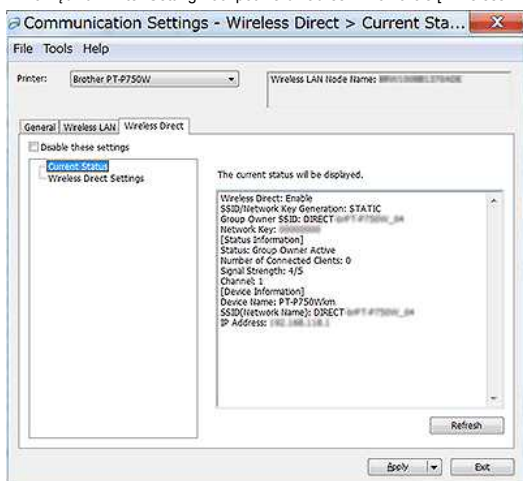 Communication Settings - Wireless Direct > Current Sta...
File Tools Help
Printer: Brother PT-P750W
Wireless LAN Node Name:
General Wireless LAN Wireless Direct
Disable these settings
Current Status
Wireless Direct Settings
The current status will be displayed.
Wireless Direct: Enable
SSID/Network Key Generation: STATIC
Group Owner SSID: DIRECT
Network Key:
[Status Information]
Status: Group Owner Active
Number of Connected Clients: 0
Signal Strength: 4/5
Channel: 1
[Device Information]
Device Name: PT-P750Wkm
SSID(Network Name): DIRECT
IP Address:
Refresh
Apply
Exit